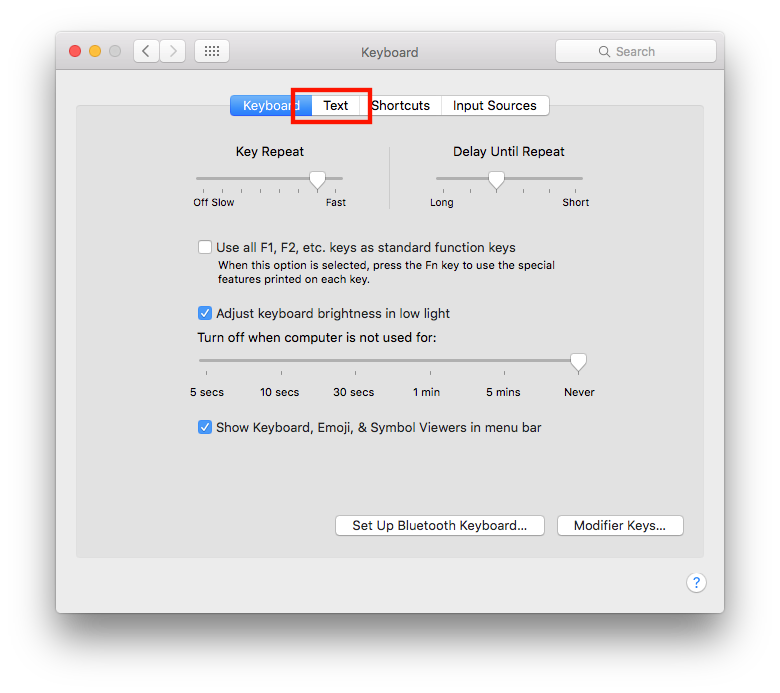 Keyboard
Search
Keyboard Text Shortcuts Input Sources
Key Repeat Delay Until Repeat
Off Slow Fast Long Short
Use all F1, F2, etc. keys as standard function keys
When this option is selected, press the Fn key to use the special
features printed on each key.
Adjust keyboard brightness in low light
Turn off when computer is not used for:
5 secs 10 secs 30 secs 1 min 5 mins Never
Show Keyboard, Emoji, & Symbol Viewers in menu bar
Set Up Bluetooth Keyboard... Modifier Keys...
?